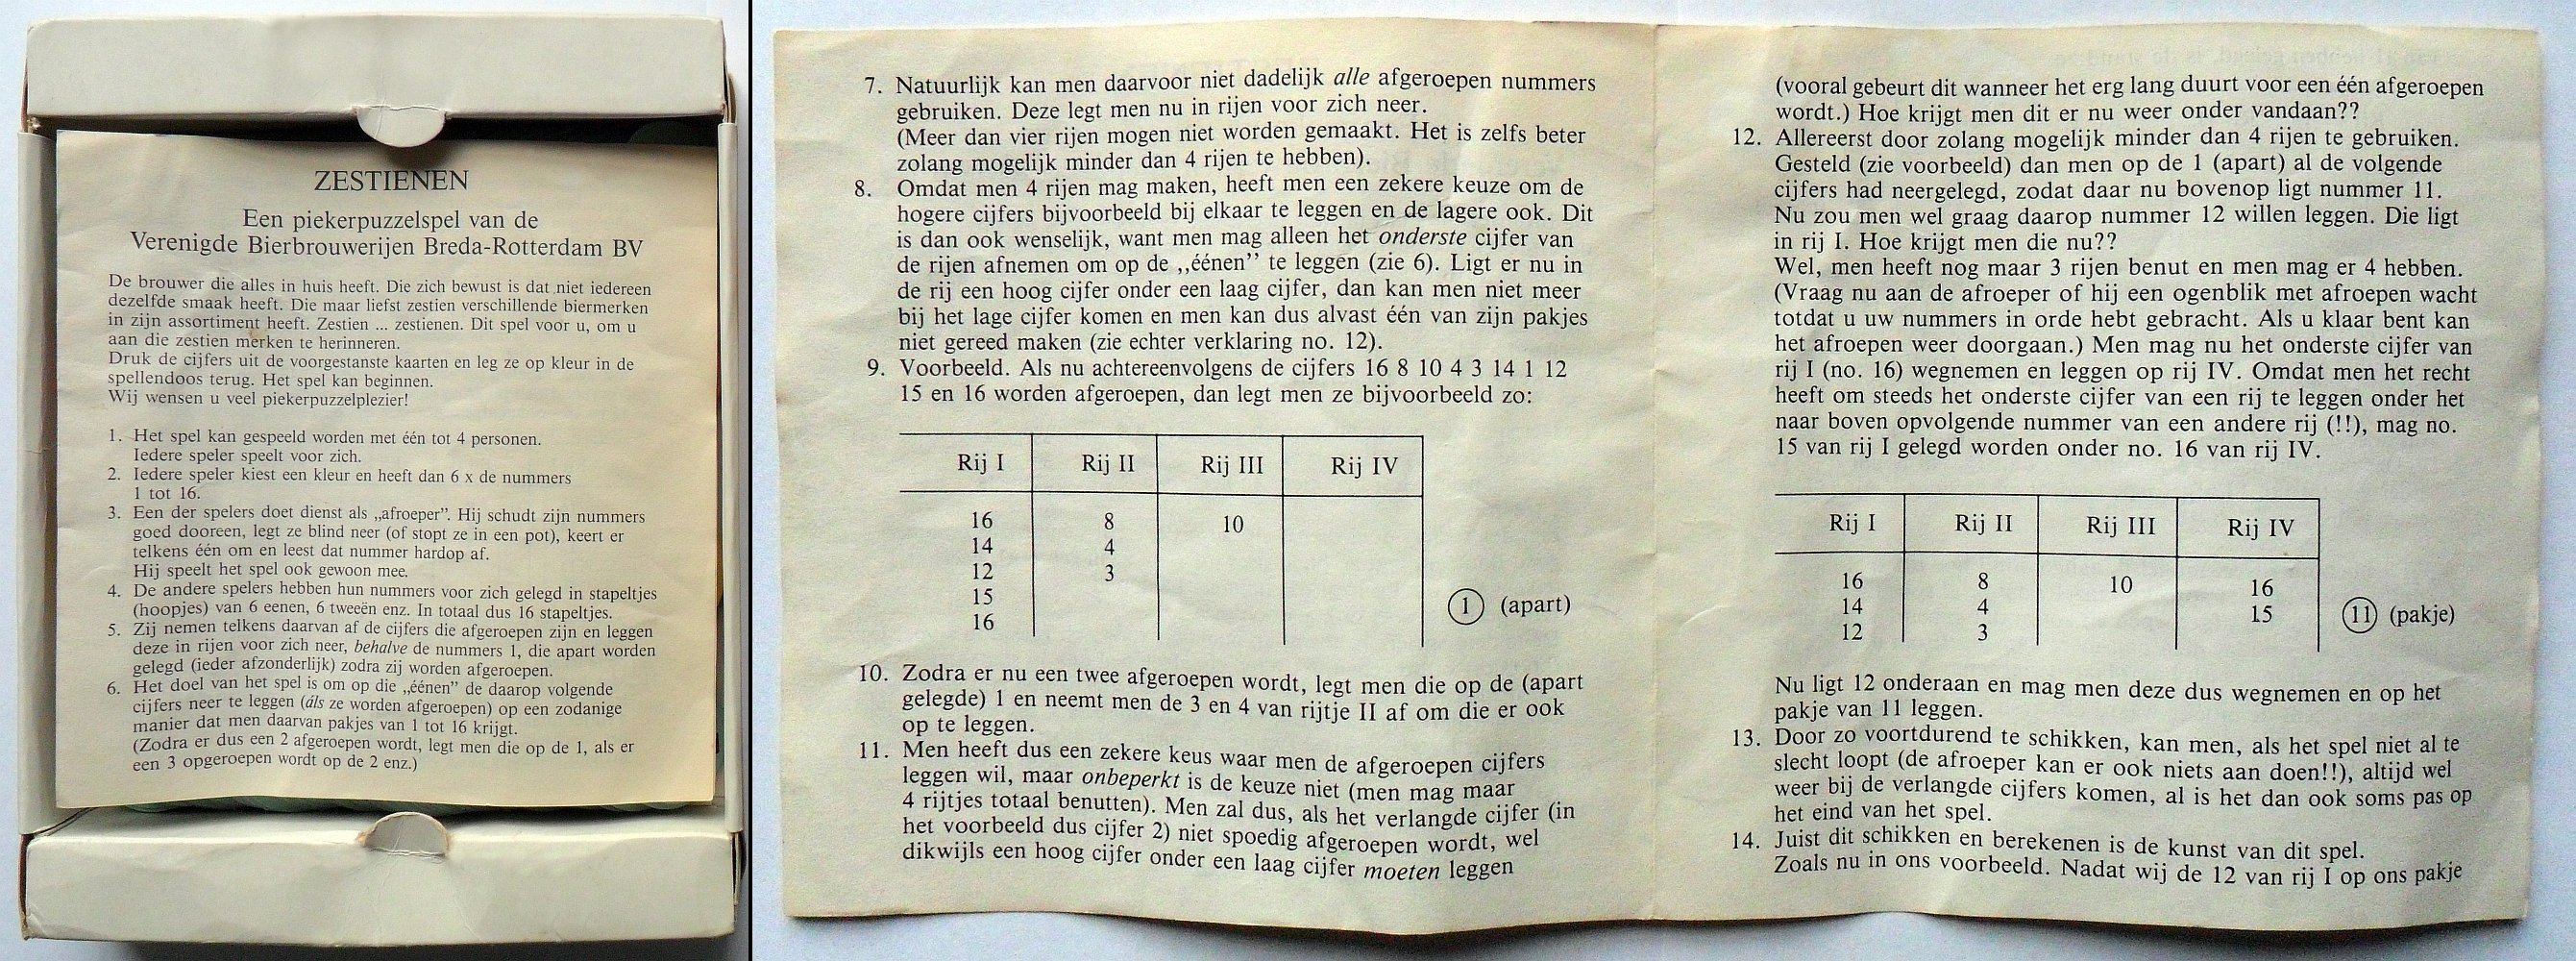 ZESTIENEN
Een piekerpuzzelspel van de
Verenigde Bierbrouwerijen Breda-Rotterdam BV
De brouwer die alles in huis heeft. Die zich bewust is dat niet iedereen
dezelfde smaak heeft. Die maar liefst zestien verschillende biermerken
in zijn assortiment heeft. Zestien ... zestienen. Dit spel voor u, om u
aan die zestien merken te herinneren.
Druk de cijfers uit de voorgestanste kaarten en leg ze op kleur in de
spellendoos terug. Het spel kan beginnen.
Wij wensen u veel piekerpuzzelplezier!
1. Het spel kan gespeeld worden met één tot 4 personen.
Iedere speler speelt voor zich.
2. Iedere speler kiest een kleur en heeft dan 6 x de nummers
1 tot 16.
3. Een der spelers doet dienst als „afroeper”. Hij schudt zijn nummers
goed dooreen, legt ze blind neer (of stopt ze in een pot), keert er
telkens één om en leest dat nummer hardop af.
Hij speelt het spel ook gewoon mee.
4. De andere spelers hebben hun nummers voor zich gelegd in stapeltjes
(hoopjes) van 6 eenen, 6 tweeën enz. In totaal dus 16 stapeltjes.
5. Zij nemen telkens daarvan af de cijfers die afgeroepen zijn en leggen
deze in rijen voor zich neer, behalve de nummers 1, die apart worden
gelegd (ieder afzonderlijk) zodra zij worden afgeroepen.
6. Het doel van het spel is om op die „éénen” de daarop volgende
cijfers neer te leggen (áls ze worden afgeroepen) op een zodanige
manier dat men daarvan pakjes van 1 tot 16 krijgt.
(Zodra er dus een 2 afgeroepen wordt, legt men die op de 1, als er
een 3 opgeroepen wordt op de 2 enz.)
7. Natuurlijk kan men daarvoor niet dadelijk alle afgeroepen nummers
gebruiken. Deze legt men nu in rijen voor zich neer.
(Meer dan vier rijen mogen niet worden gemaakt. Het is zelfs beter
zolang mogelijk minder dan 4 rijen te hebben).
8. Omdat men 4 rijen mag maken, heeft men een zekere keuze om de
hogere cijfers bijvoorbeeld bij elkaar te leggen en de lagere ook. Dit
is dan ook wenselijk, want men mag alleen het onderste cijfer van
de rijen afnemen om op de „éénen” te leggen (zie 6). Ligt er nu in
de rij een hoog cijfer onder een laag cijfer, dan kan men niet meer
bij het lage cijfer komen en men kan dus alvast één van zijn pakjes
niet gereed maken (zie echter verklaring no. 12).
9. Voorbeeld. Als nu achtereenvolgens de cijfers 16 8 10 4 3 14 1 12
15 en 16 worden afgeroepen, dan legt men ze bijvoorbeeld zo:
Rij I Rij II Rij III Rij IV
16 8 10
14 4
12 3
15 1 (apart)
16
10. Zodra er nu een twee afgeroepen wordt, legt men die op de (apart
gelegde) 1 en neemt men de 3 en 4 van rijtje II af om die er ook
op te leggen.
11. Men heeft dus een zekere keus waar men de afgeroepen cijfers
leggen wil, maar onbeperkt is de keuze niet (men mag maar
4 rijtjes totaal benutten). Men zal dus, als het verlangde cijfer (in
het voorbeeld dus cijfer 2) niet spoedig afgeroepen wordt, wel
dikwijls een hoog cijfer onder een laag cijfer moeten leggen
(vooral gebeurt dit wanneer het erg lang duurt voor een één afgeroepen
wordt.) Hoe krijgt men dit er nu weer onder vandaan??
12. Allereerst door zolang mogelijk minder dan 4 rijen te gebruiken.
Gesteld (zie voorbeeld) dan men op de 1 (apart) al de volgende
cijfers had neergelegd, zodat daar nu bovenop ligt nummer 11.
Nu zou men wel graag daarop nummer 12 willen leggen. Die ligt
in rij I. Hoe krijgt men die nu??
Wel, men heeft nog maar 3 rijen benut en men mag er 4 hebben.
(Vraag nu aan de afroeper of hij een ogenblik met afroepen wacht
totdat u uw nummers in orde hebt gebracht. Als u klaar bent kan
het afroepen weer doorgaan.) Men mag nu het onderste cijfer van
rij I (no. 16) wegnemen en leggen op rij IV. Omdat men het recht
heeft om steeds het onderste cijfer van een rij te leggen onder het
naar boven opvolgende nummer van een andere rij (!!), mag no.
15 van rij I gelegd worden onder no. 16 van rij IV.
Rij I Rij II Rij III Rij IV
16 8 10 16
14 4 15 11 (pakje)
12 3
Nu ligt 12 onderaan en mag men deze dus wegnemen en op het
pakje van 11 leggen.
13. Door zo voortdurend te schikken, kan men, als het spel niet al te
slecht loopt (de afroeper kan er ook niets aan doen!!), altijd wel
weer bij de verlangde cijfers komen, al is het dan ook soms pas op
het eind van het spel.
14. Juist dit schikken en berekenen is de kunst van dit spel.
Zoals nu in ons voorbeeld. Nadat wij de 12 van rij I op ons pakje